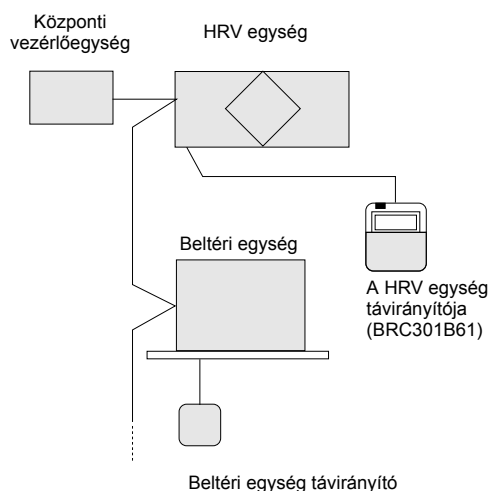 Központi
vezérlőegység
HRV egység
Beltéri egység
A HRV egység
távirányítója
(BRC301B61)
Beltéri egység távirányító